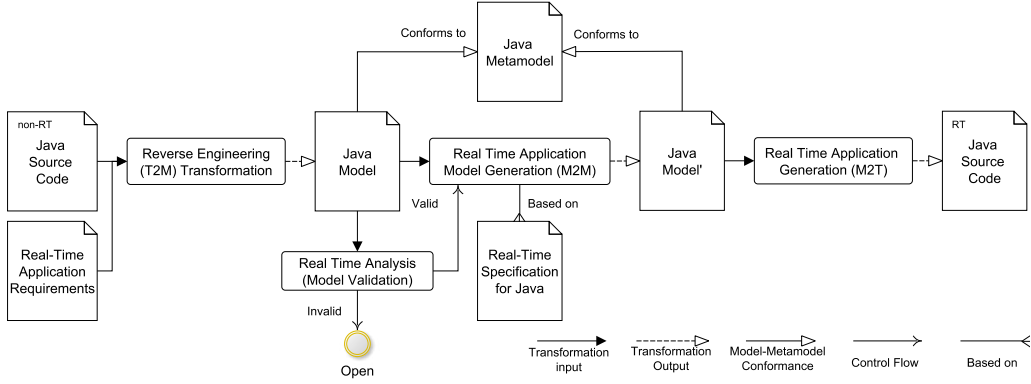 Conforms to
Java
Metamodel
Conforms to
non-RT
Java
Source
Code
Reverse Engineering
(T2M) Transformation
Java
Model
Real Time Application
Model Generation (M2M)
Java
Model'
Real Time Application
Generation (M2T)
RT
Java
Source
Code
Valid
Based on
Real-Time
Application
Requirements
Real Time Analysis
(Model Validation)
Real-Time
Specification
for Java
Invalid
Open
Transformation
input
Transformation
Output
Model-Metamodel
Conformance
Control Flow
Based on